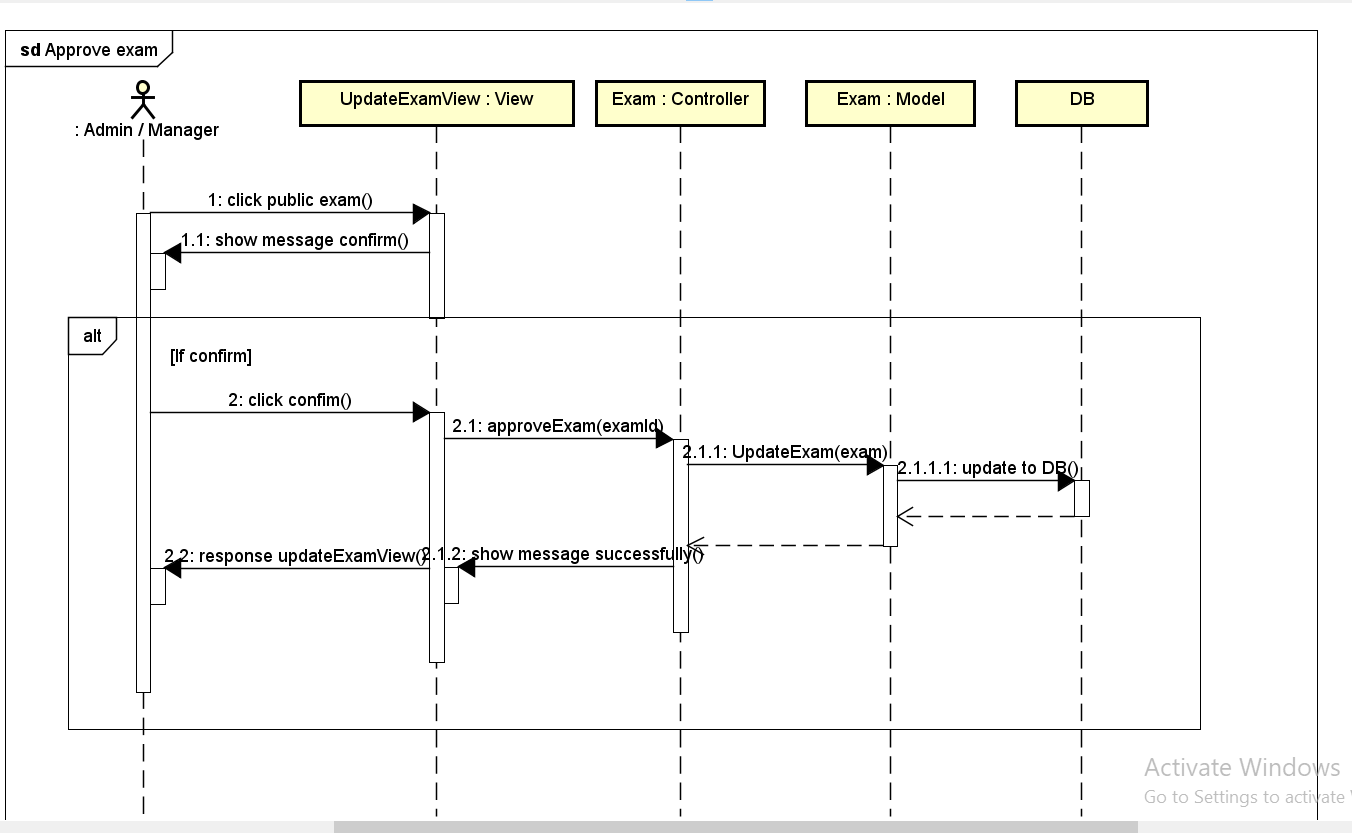 sd Approve exam
: Admin / Manager
UpdateExamView : View
Exam : Controller
Exam : Model
DB
1: click public exam()
1.1: show message confirm()
alt
[If confirm]
2: click confim()
2.1: approveExam(examId)
2.1.1: UpdateExam(exam)
2.1.1.1: update to DB()
2.2: response updateExamView()
2.1.2: show message successfully()
Activate Windows
Go to Settings to activate